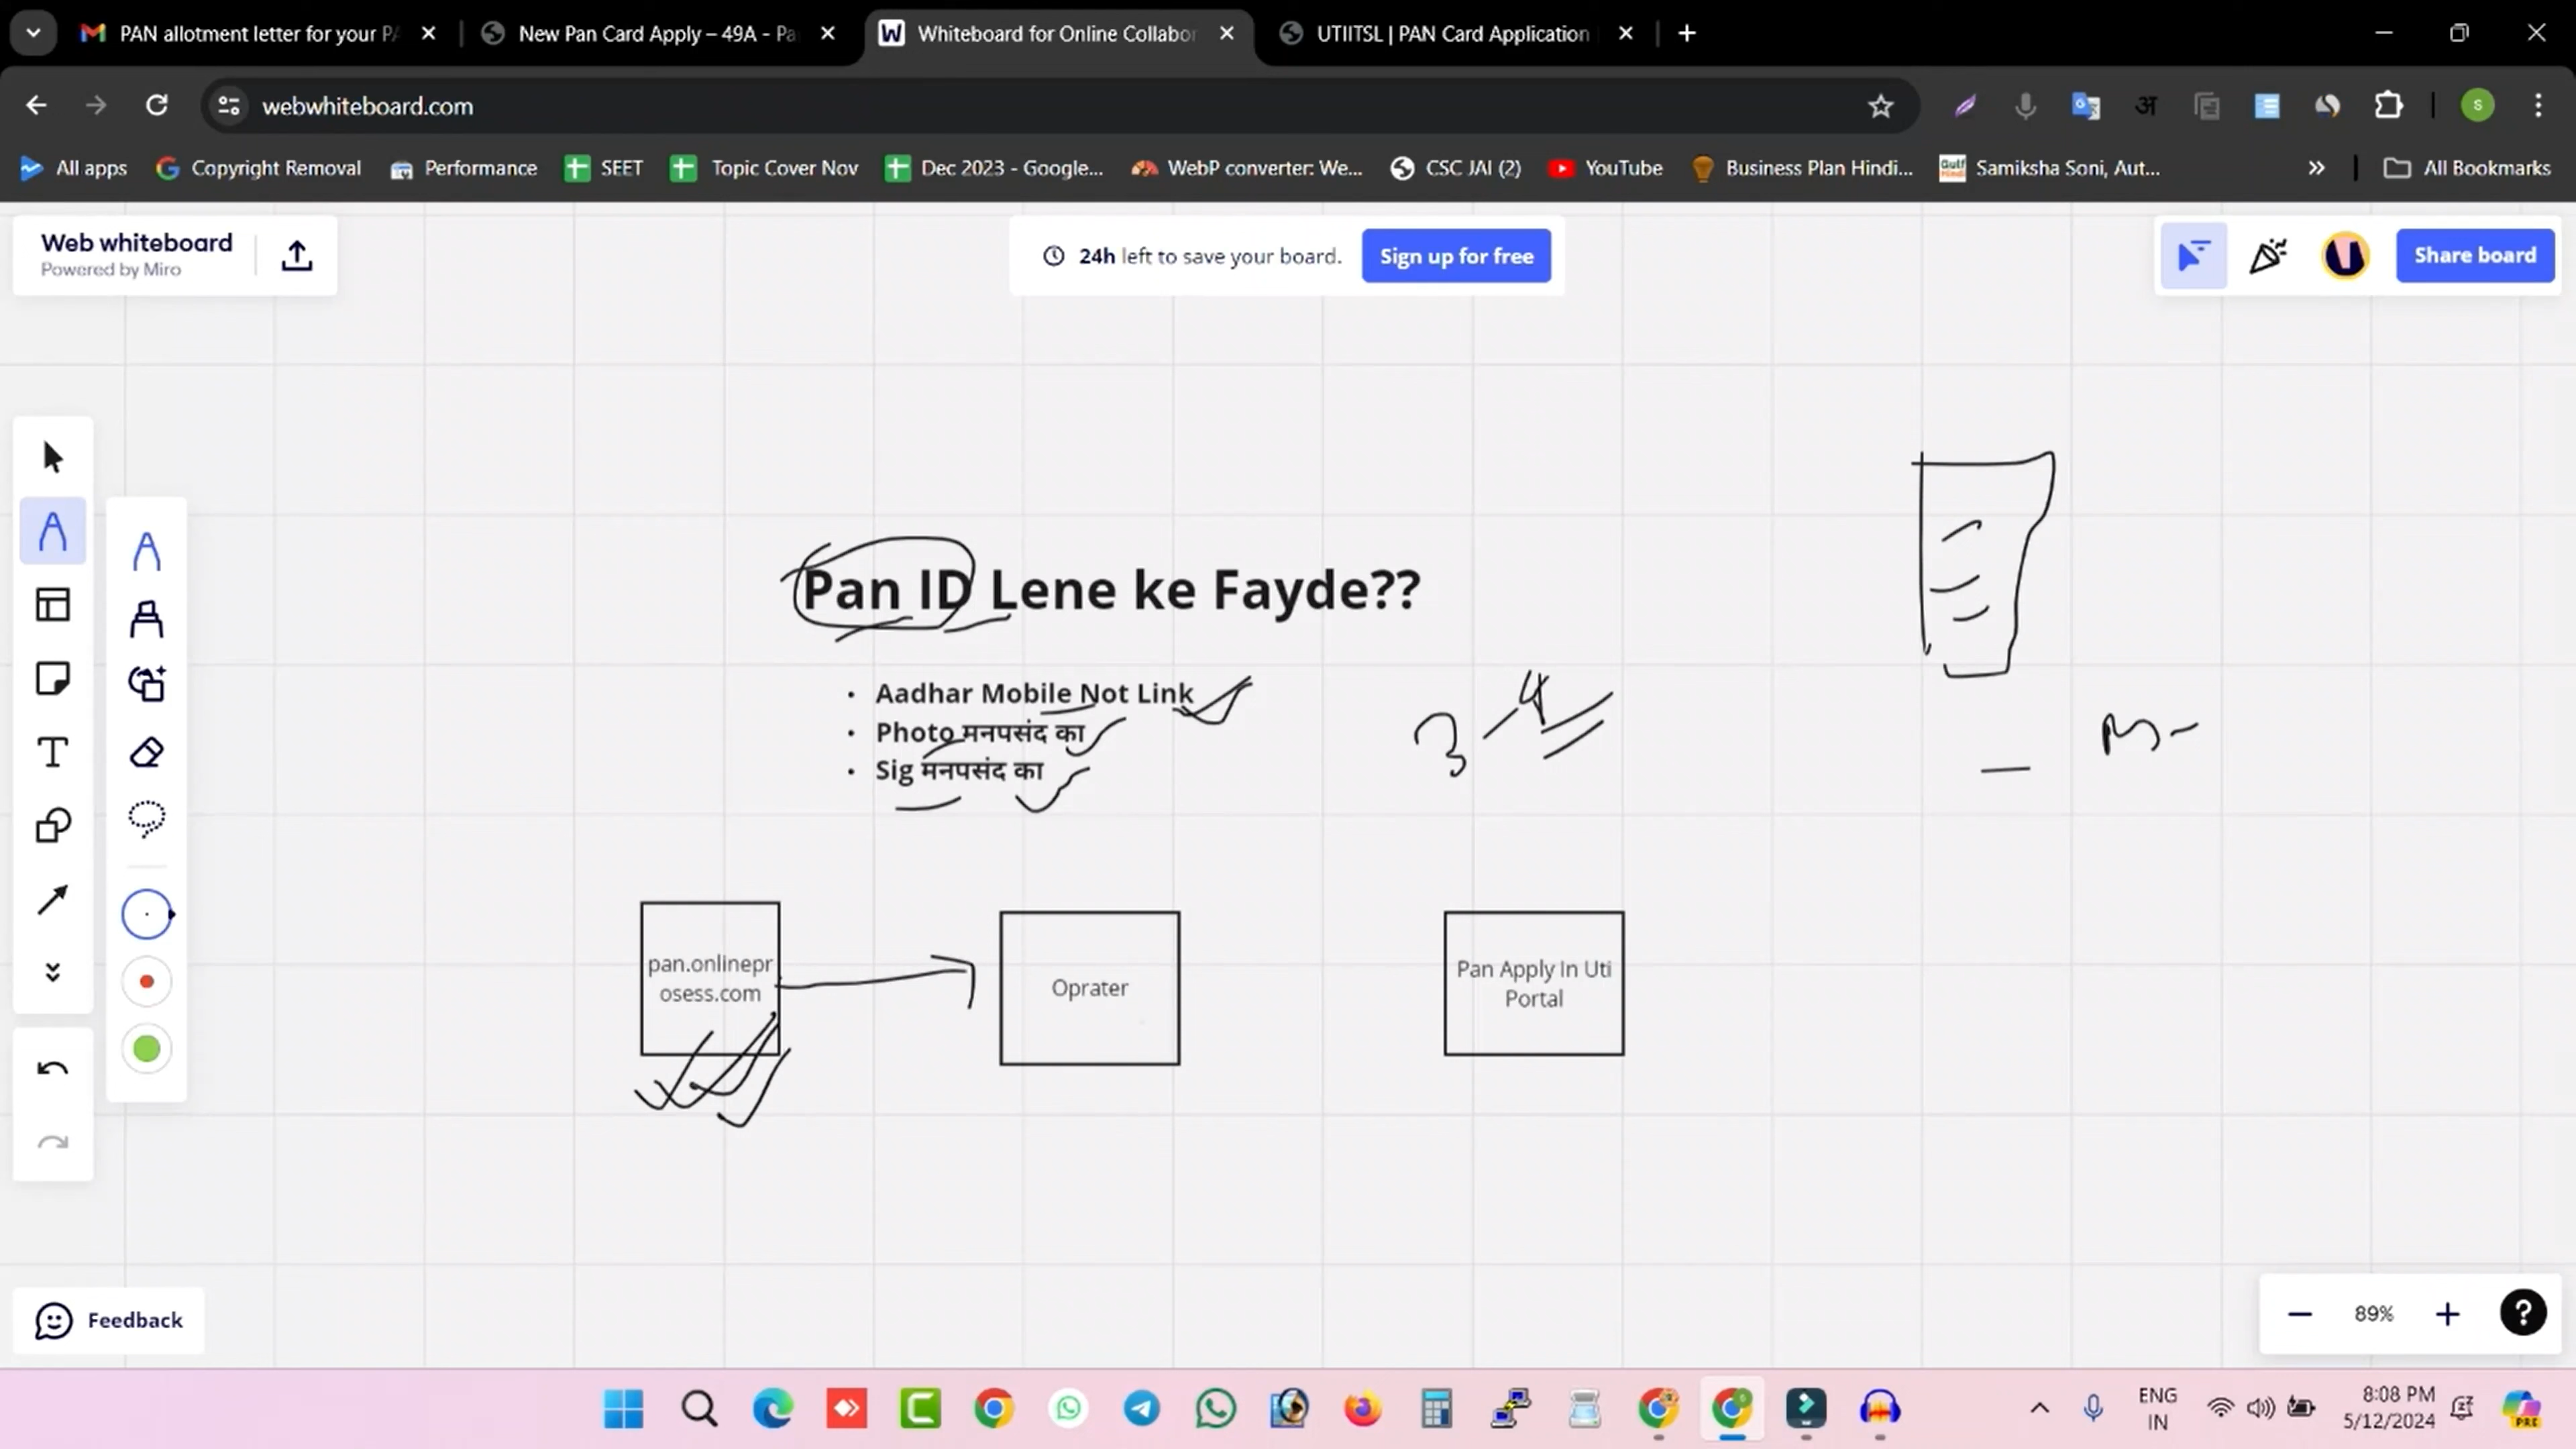 PAN allotment letter for your PA
New Pan Card Apply – 49A - Pa
Whiteboard for Online Collabor
UTIITSL | PAN Card Application
webwhiteboard.com
S
All apps
Copyright Removal
Performance
SEET
Topic Cover Nov
Dec 2023 - Google...
WebP converter: We...
CSC JAI (2)
YouTube
Business Plan Hindi...
Samiksha Soni, Aut...
All Bookmarks
Web whiteboard
Powered by Miro
24h left to save your board.
Sign up for free
Share board
Pan ID Lene ke Fayde??
• Aadhar Mobile Not Link
• Photo मनपसंद का
• Sig मनपसंद का
3 4
pan.onlinepr
osess.com
Oprater
Pan Apply In Uti
Portal
Feedback
89%
ENG
IN
8:08 PM
5/12/2024
PRE